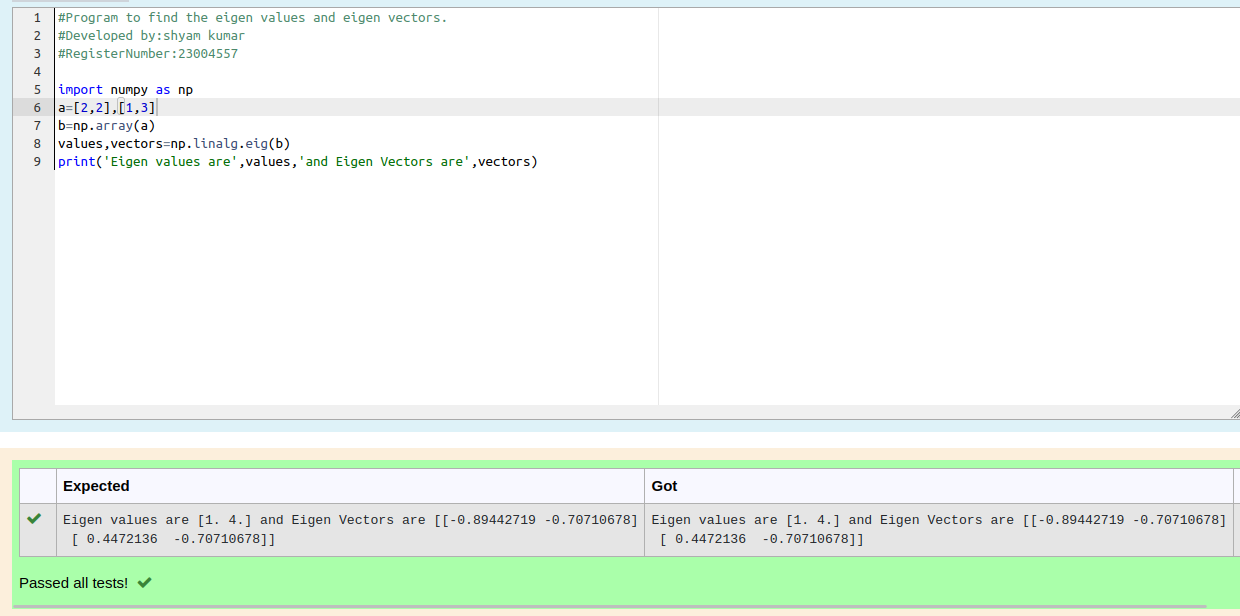 1 #Program to find the eigen values and eigen vectors.
2 #Developed by:shyam kumar
3 #RegisterNumber:23004557
4
5 import numpy as np
6 a=[2,2],[1,3]
7 b=np.array(a)
8 values,vectors=np.linalg.eig(b)
9 print('Eigen values are',values,'and Eigen Vectors are',vectors)
Expected Got
Eigen values are [1. 4.] and Eigen Vectors are [[-0.89442719 -0.70710678] Eigen values are [1. 4.] and Eigen Vectors are [[-0.89442719 -0.70710678]
[ 0.4472136  -0.70710678]] [ 0.4472136  -0.70710678]]
Passed all tests!